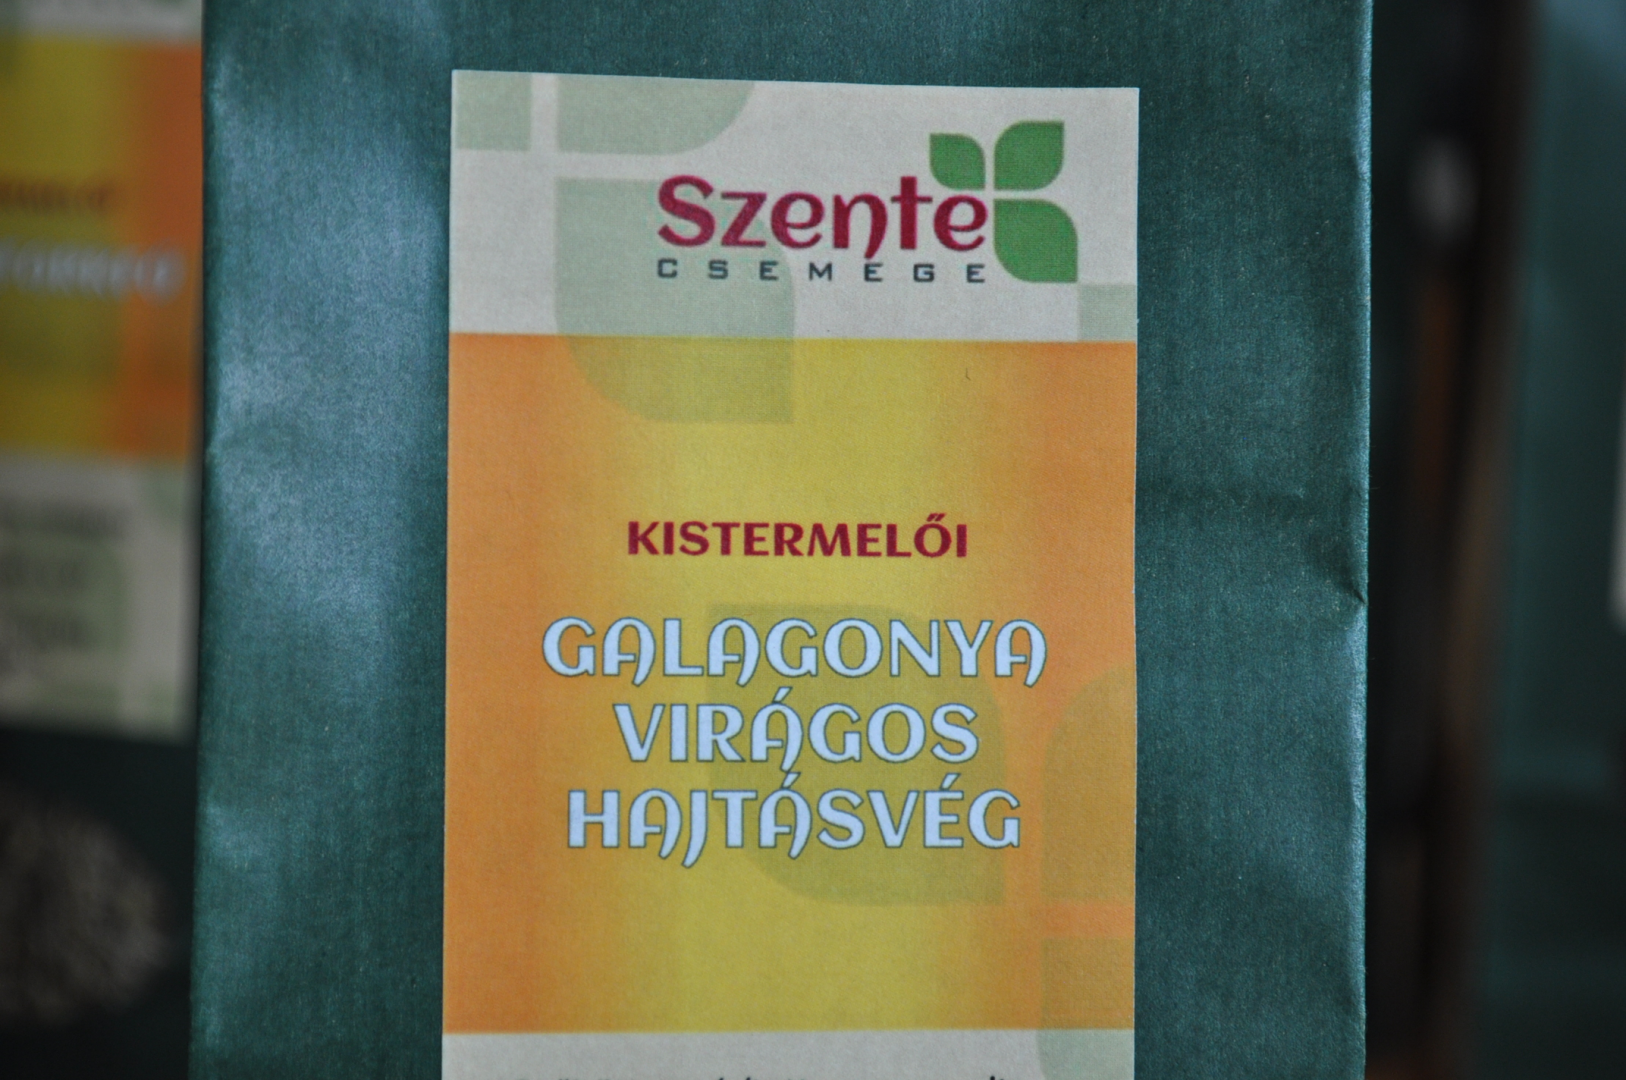 Szente
CSEMEGE
KISTERMELŐI
GALAGONYA
VIRÁGOS
HAJTÁSVÉG